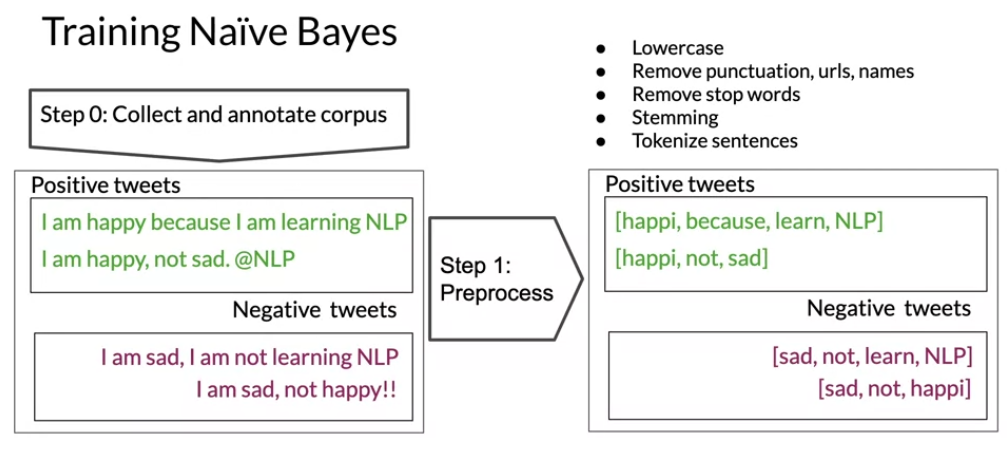 Training Naïve Bayes
Step 0: Collect and annotate corpus
Positive tweets
I am happy because I am learning NLP
I am happy, not sad. @NLP
Negative tweets
I am sad, I am not learning NLP
I am sad, not happy!!
Step 1:
Preprocess
● Lowercase
● Remove punctuation, urls, names
● Remove stop words
● Stemming
● Tokenize sentences
Positive tweets
[happi, because, learn, NLP]
[happi, not, sad]
Negative tweets
[sad, not, learn, NLP]
[sad, not, happi]